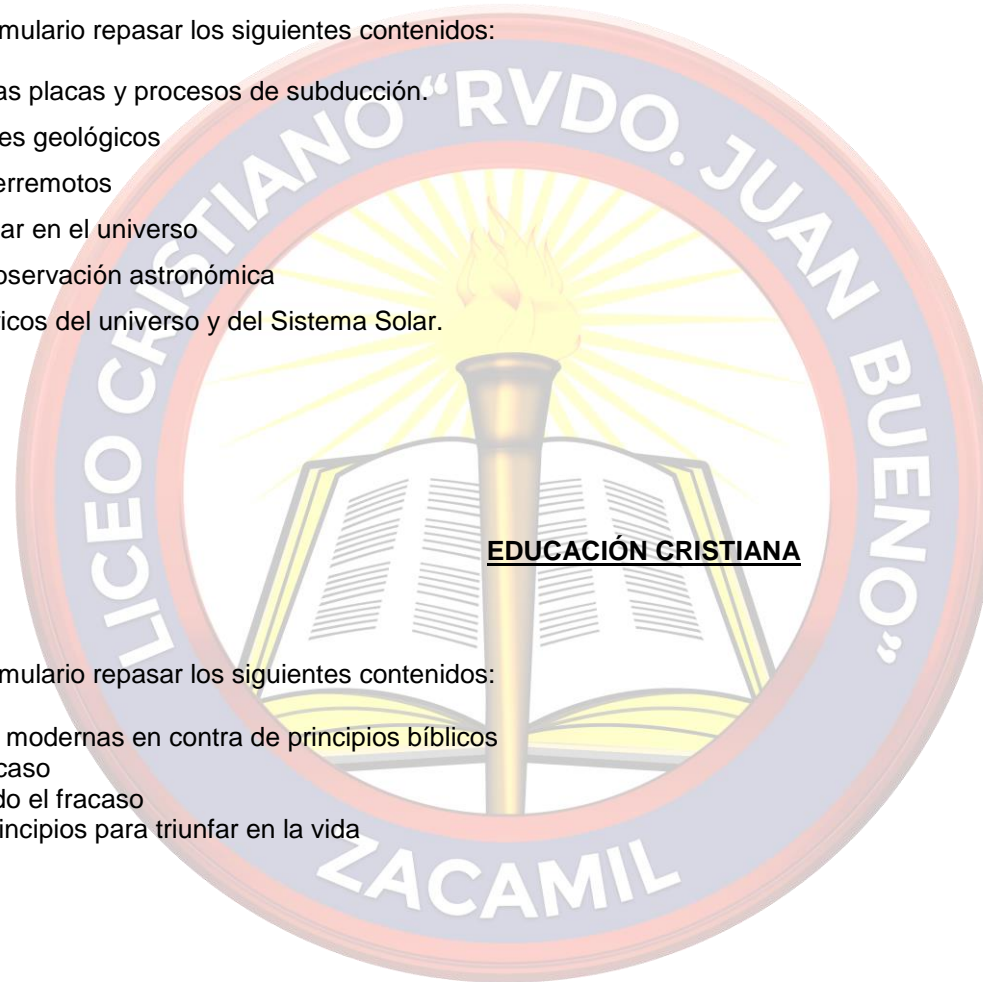 mulario repasar los siguientes contenidos:
as placas y procesos de subducción.
es geológicos
erremotos
ar en el universo
oservación astronómica
ricos del universo y del Sistema Solar.
LICEO CRISTIANO “RVDO. JUAN BUENO”
EDUCACIÓN CRISTIANA
mulario repasar los siguientes contenidos:
modernas en contra de principios bíblicos
caso
do el fracaso
incipios para triunfar en la vida
ZACAMIL